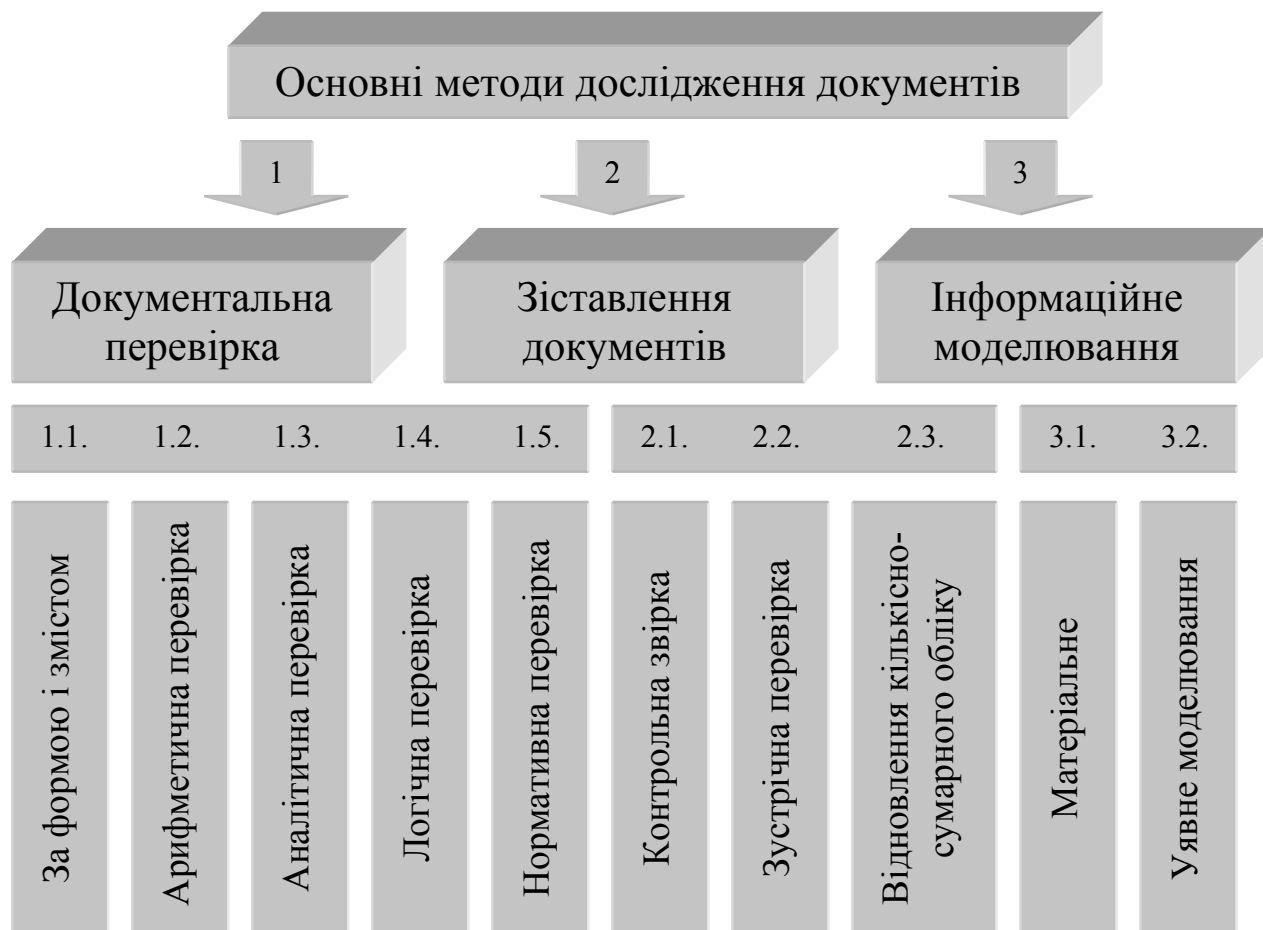 Основні методи дослідження документів
1
2
3
Документальна
перевірка
Зіставлення
документів
Інформаційне
моделювання
1.1.
1.2.
1.3.
1.4.
1.5.
2.1.
2.2.
2.3.
3.1.
3.2.
За формою і змістом
Арифметична перевірка
Аналітична перевірка
Логічна перевірка
Нормативна перевірка
Контрольна звірка
Зустрічна перевірка
Відновлення кількісно-
сумарного обліку
Матеріальне
Уявне моделювання